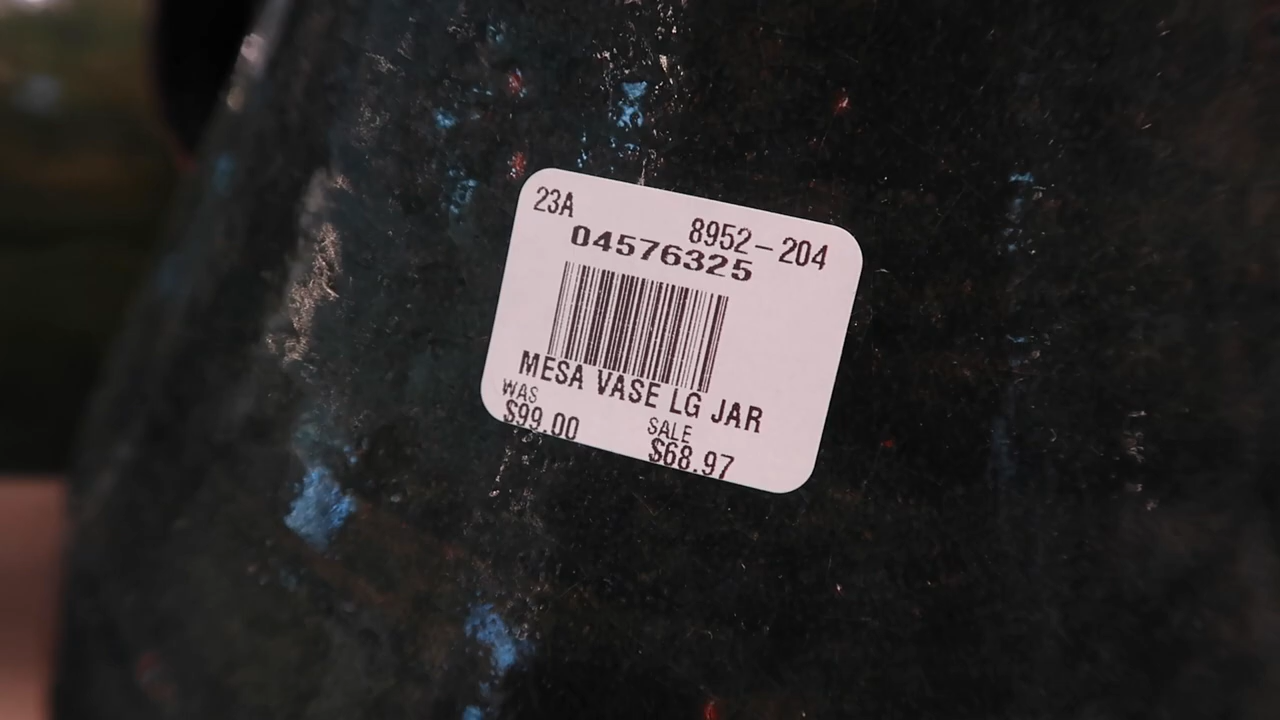 23A 8952-204
04576325
MESA VASE LG JAR
WAS SALE
$99.00 $68.97